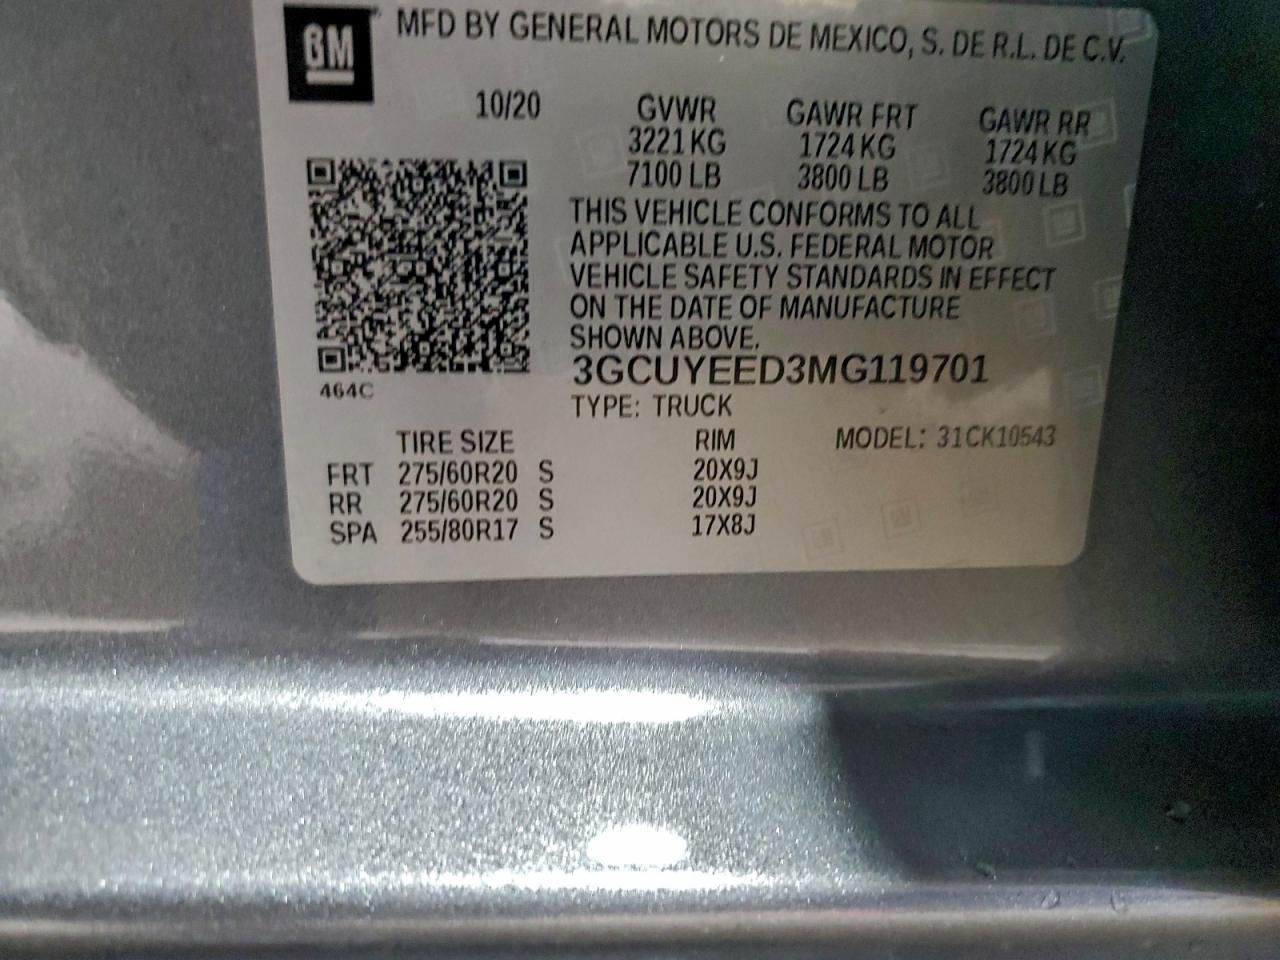 GM
MFD BY GENERAL MOTORS DE MEXICO, S. DE R.L. DE C.V.
10/20 GVWR GAWR FRT GAWR RR
3221 KG 1724 KG 1724 KG
7100 LB 3800 LB 3800 LB
THIS VEHICLE CONFORMS TO ALL
APPLICABLE U.S. FEDERAL MOTOR
VEHICLE SAFETY STANDARDS IN EFFECT
ON THE DATE OF MANUFACTURE
SHOWN ABOVE.
3GCUYEED3MG119701
464C
TYPE: TRUCK
TIRE SIZE RIM MODEL: 31CK10543
FRT 275/60R20 S 20X9J
RR 275/60R20 S 20X9J
SPA 255/80R17 S 17X8J